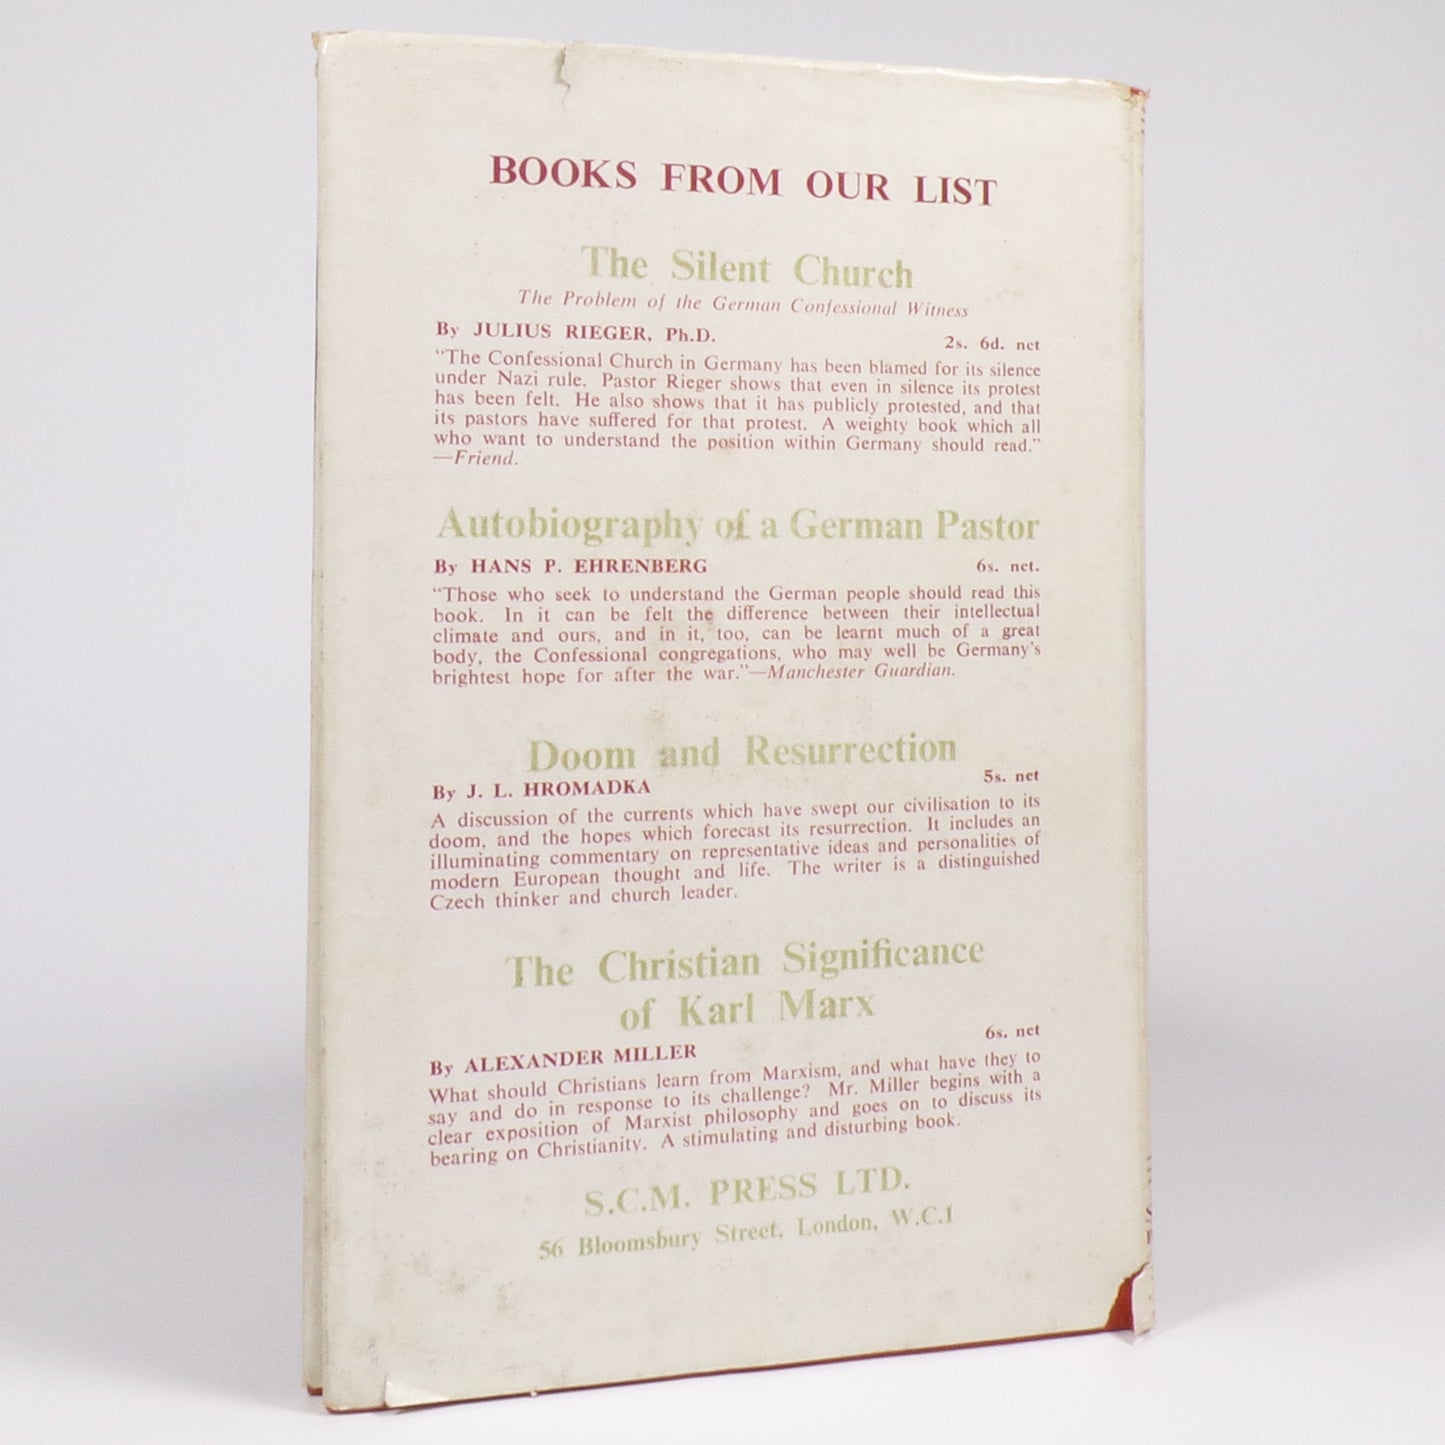 BOOKS FROM OUR LIST
The Silent Church
The Problem of the German Confessional Witness
By JULIUS RIEGER, Ph.D. 2s. 6d. net
"The Confessional Church in Germany has been blamed for its silence
under Nazi rule. Pastor Rieger shows that even in silence its protest
has been felt. He also shows that it has publicly protested, and that
its pastors have suffered for that protest. A weighty book which all
who want to understand the position within Germany should read."
—Friend.
Autobiography of a German Pastor
By HANS P. EHRENBERG 6s. net.
"Those who seek to understand the German people should read this
book. In it can be felt the difference between their intellectual
climate and ours, and in it, too, can be learnt much of a great
body, the Confessional congregations, who may well be Germany's
brightest hope for after the war."—Manchester Guardian.
Doom and Resurrection
By J. L. HROMADKA 5s. net
A discussion of the currents which have swept our civilisation to its
doom, and the hopes which forecast its resurrection. It includes an
illuminating commentary on representative ideas and personalities of
modern European thought and life. The writer is a distinguished
Czech thinker and church leader.
The Christian Significance
of Karl Marx
By ALEXANDER MILLER 6s. net
What should Christians learn from Marxism, and what have they to
say and do in response to its challenge? Mr. Miller begins with a
clear exposition of Marxist philosophy and goes on to discuss its
bearing on Christianity. A stimulating and disturbing book.
S.C.M. PRESS LTD.
56 Bloomsbury Street, London, W.C.1